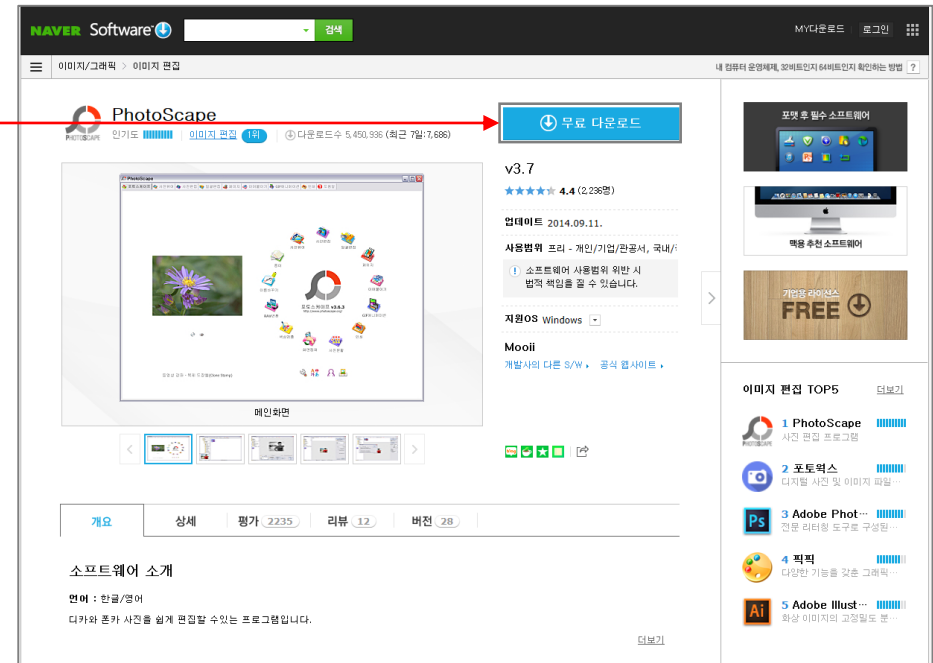 NAVER Software
검색
MY다운로드
로그인
이미지/그래픽 > 이미지 편집
내 컴퓨터 운영체제, 32비트인지 64비트인지 확인하는 방법 ?
PhotoScape
PHOTOSCAPE
인기도
이미지 편집 1위
다운로드수 5,450,936 (최근 7일:7,686)
무료 다운로드
v3.7
4.4 (2,236명)
업데이트 2014.09.11.
사용범위 프리 - 개인/기업/관공서, 국내/
소프트웨어 사용범위 위반 시
법적 책임을 질 수 있습니다.
지원OS Windows
Mooii
개발사의 다른 S/W
공식 웹사이트
PhotoScape
메인화면
포맷 후 필수 소프트웨어
맥용 추천 소프트웨어
기업용 라이선스
FREE
이미지 편집 TOP5
더보기
1 PhotoScape
사진 편집 프로그램
2 포토웍스
디지털 사진 및 이미지 파일…
3 Adobe Phot…
전문 리터칭 도구로 구성된…
4 픽픽
다양한 기능을 갖춘 그래픽…
5 Adobe Illust…
화상 이미지의 고정밀도 분…
Ps
Ai
개요
상세
평가 2235
리뷰 12
버전 28
소프트웨어 소개
언어 : 한글/영어
디카와 폰카 사진을 쉽게 편집할 수있는 프로그램입니다.
더보기